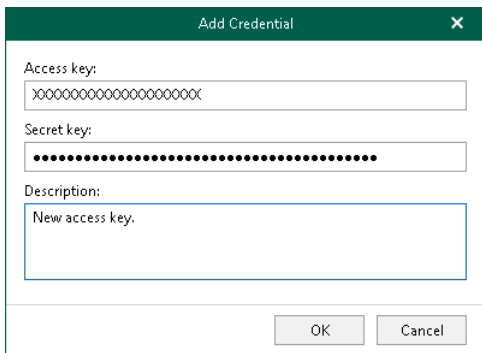 Add Credential
Access key:
XXXXXXXXXXXXXXXXXXXX
Secret key:
●●●●●●●●●●●●●●●●●●●●●●●●●●●●●●●●●●●●●●●●
Description:
New access key.
OK Cancel